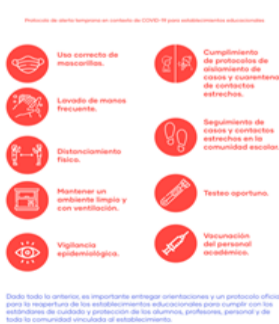 Protocolo de alerta temprana en contexto de COVID-19 para establecimientos educacionales.
Uso correcto de
mascarillas.
Lavado de manos
frecuente.
Distanciamiento
físico.
Mantener un
ambiente limpio y
con ventilación.
Vigilancia
epidemiológica.
Cumplimiento
de protocolos de
aislamiento de
casos y cuarentena
de contactos
estrechos.
Seguimiento de
casos y contactos
estrechos en la
comunidad escolar.
Testeo oportuno.
Vacunación
del personal
académico.
Dado todo lo anterior, es importante entregar orientaciones y un protocolo oficial
para la reapertura de los establecimientos educacionales para cumplir con los
estándares de cuidado y protección de los alumnos, profesores, personal y de
toda la comunidad vinculada al establecimiento.